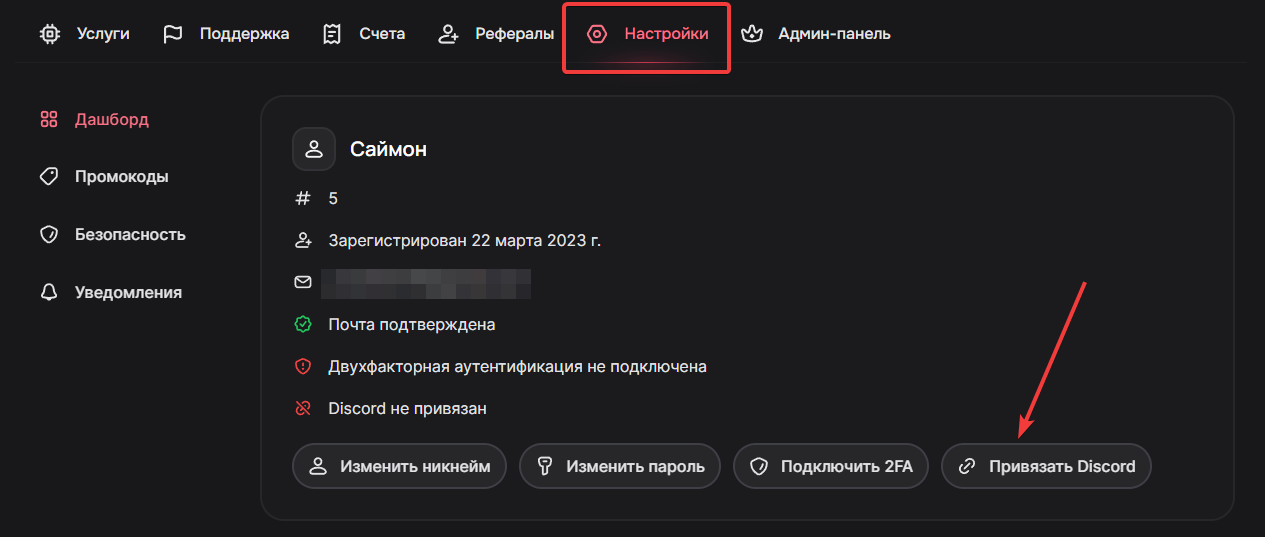 Услуги Поддержка Счета Рефералы Настройки Админ-панель
Дашборд
Промокоды
Безопасность
Уведомления
Саймон
# 5
Зарегистрирован 22 марта 2023 г.
Почта подтверждена
Двухфакторная аутентификация не подключена
Discord не привязан
Изменить никнейм Изменить пароль Подключить 2FA Привязать Discord